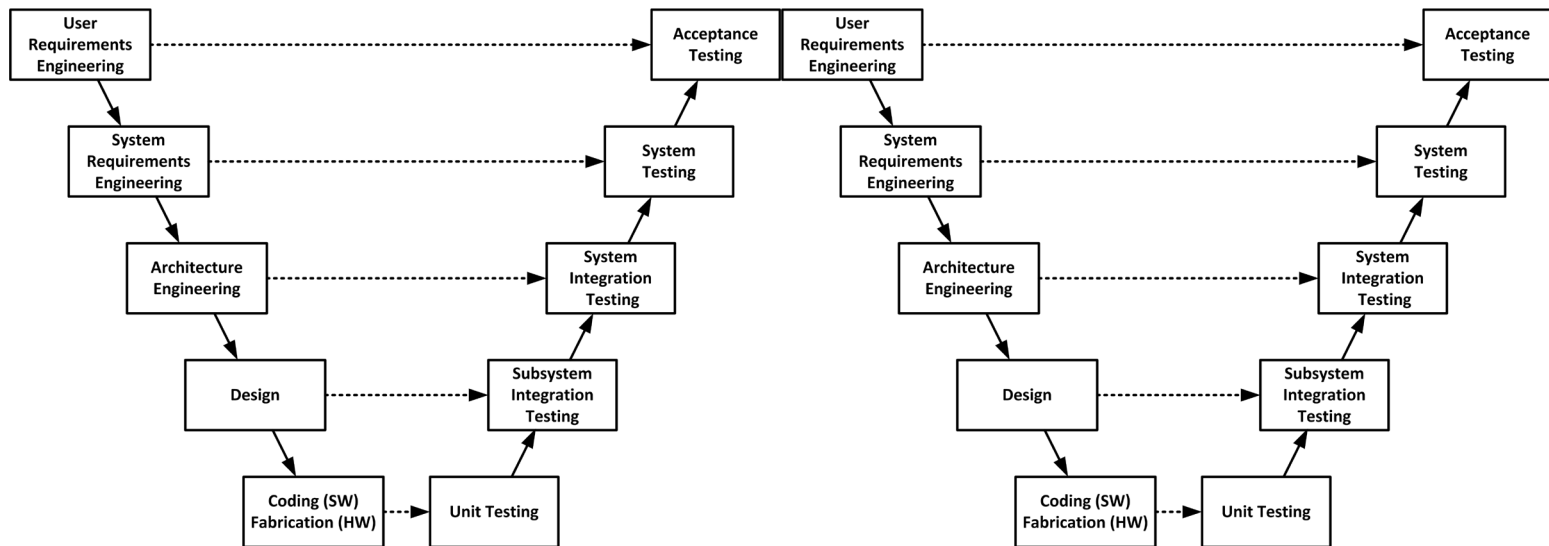 User
Requirements
Engineering
Acceptance
Testing
User
Requirements
Engineering
Acceptance
Testing
System
Requirements
Engineering
System
Testing
System
Requirements
Engineering
System
Testing
Architecture
Engineering
System
Integration
Testing
Architecture
Engineering
System
Integration
Testing
Design
Subsystem
Integration
Testing
Design
Subsystem
Integration
Testing
Coding (SW)
Fabrication (HW)
Unit Testing
Coding (SW)
Fabrication (HW)
Unit Testing